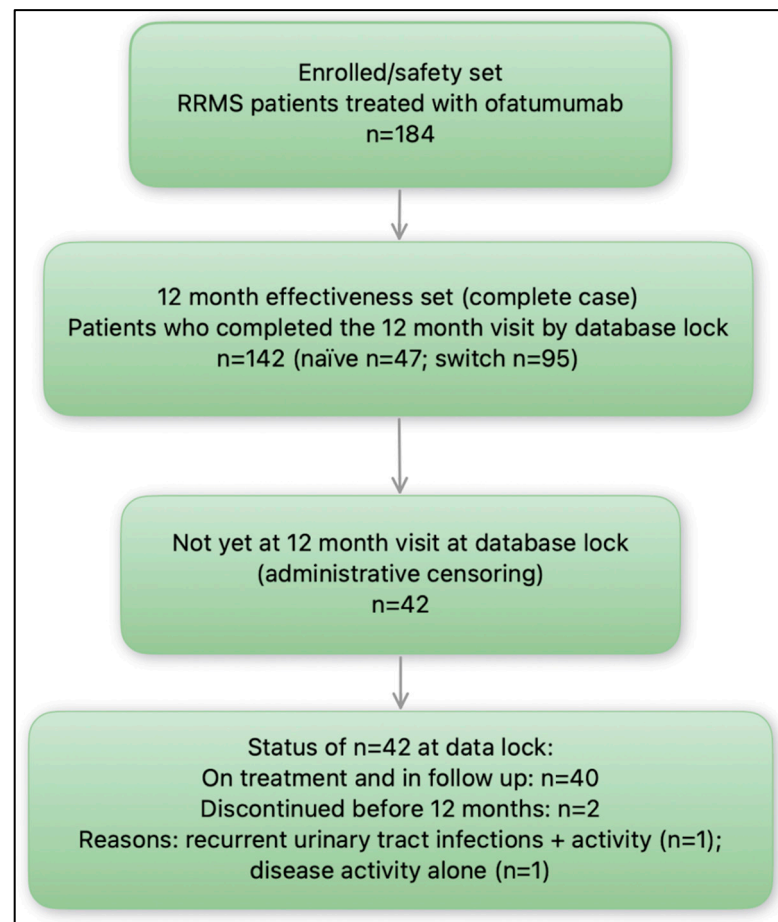 Enrolled/safety set
RRMS patients treated with ofatumumab
n=184
12 month effectiveness set (complete case)
Patients who completed the 12 month visit by database lock
n=142 (naïve n=47; switch n=95)
Not yet at 12 month visit at database lock
(administrative censoring)
n=42
Status of n=42 at data lock:
On treatment and in follow up: n=40
Discontinued before 12 months: n=2
Reasons: recurrent urinary tract infections + activity (n=1);
disease activity alone (n=1)